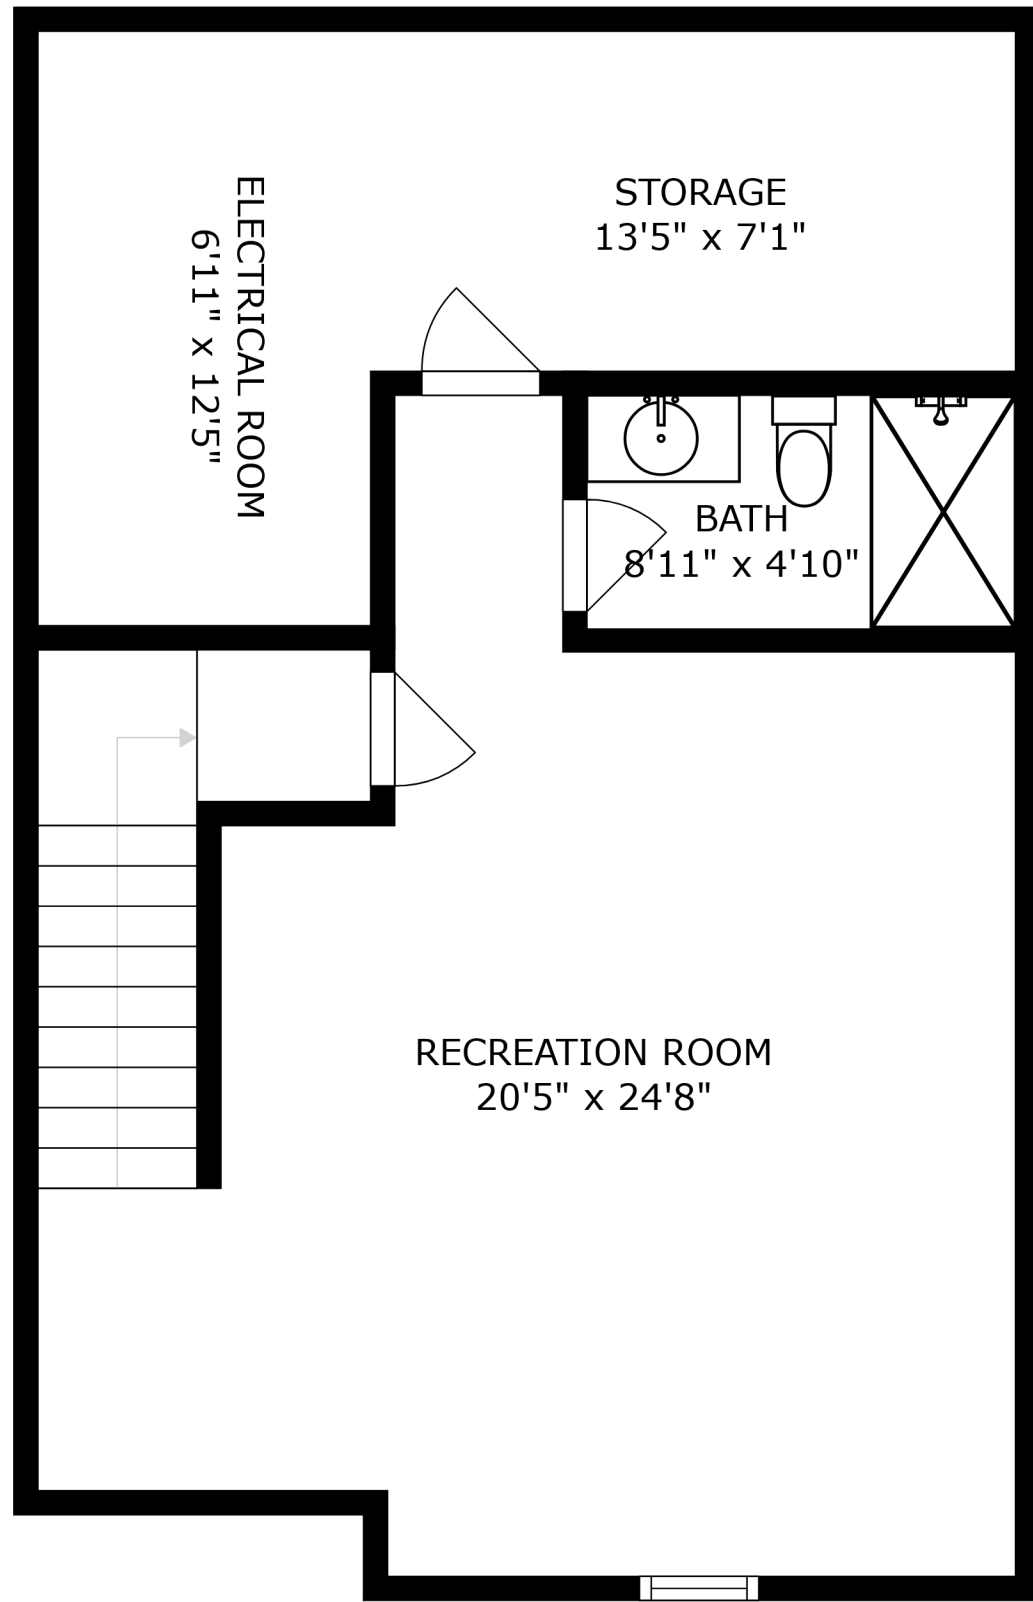 ELECTRICAL ROOM
6'11" x 12'5"
STORAGE
13'5" x 7'1"
BATH
8'11" x 4'10"
RECREATION ROOM
20'5" x 24'8"